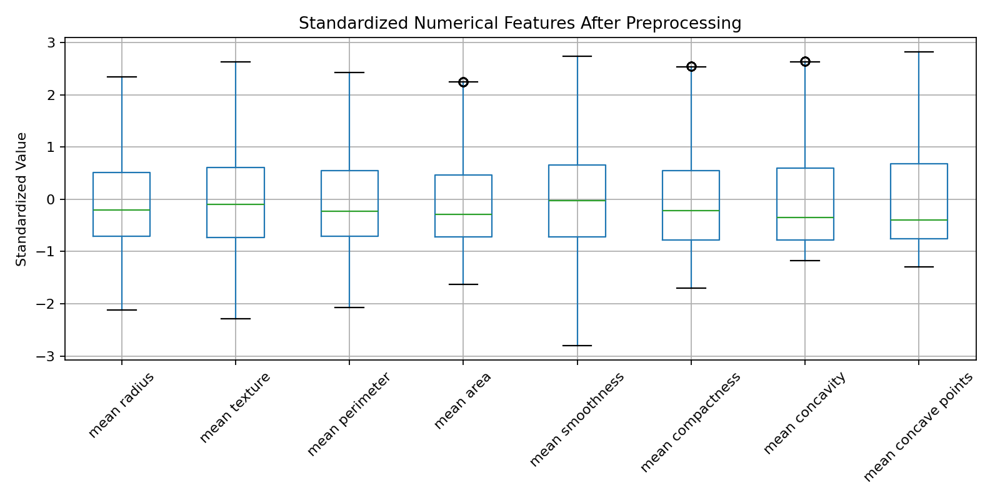 Standardized Numerical Features After Preprocessing
Standardized Value
3
2
1
0
−1
−2
−3
mean radius
mean texture
mean perimeter
mean area
mean smoothness
mean compactness
mean concavity
mean concave points